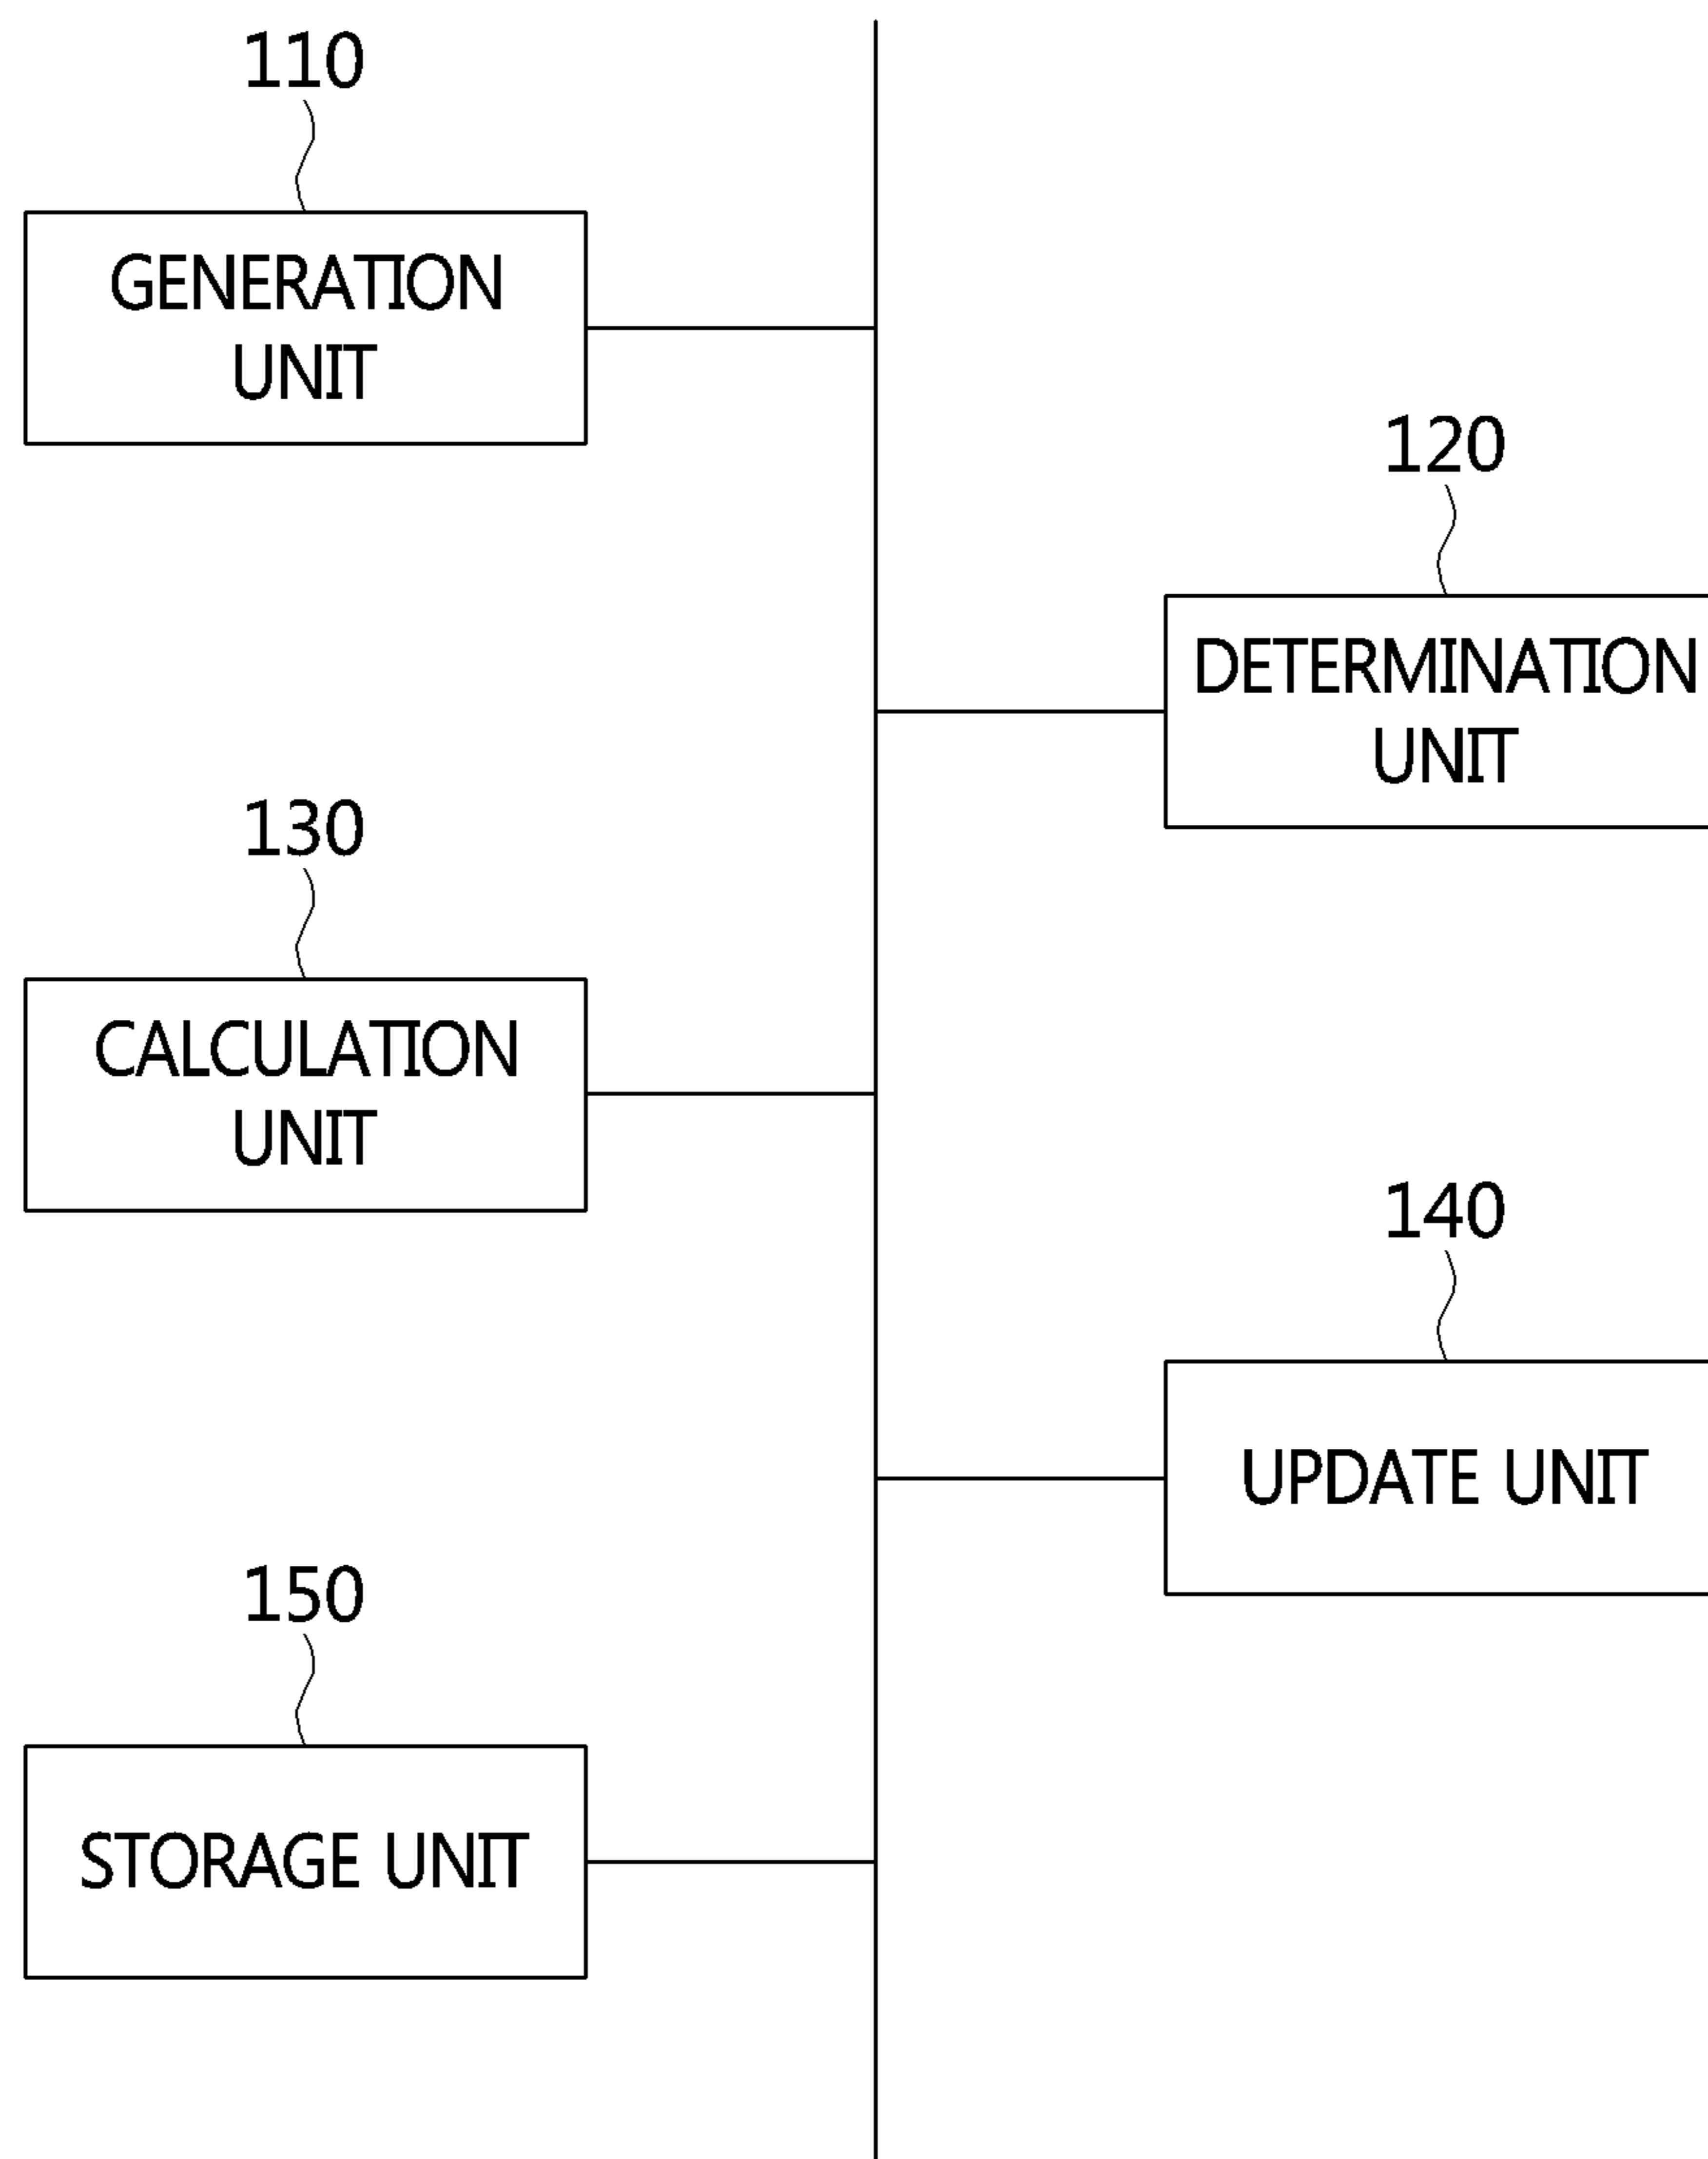 110
GENERATION
UNIT
120
DETERMINATION
UNIT
130
CALCULATION
UNIT
140
UPDATE UNIT
150
STORAGE UNIT